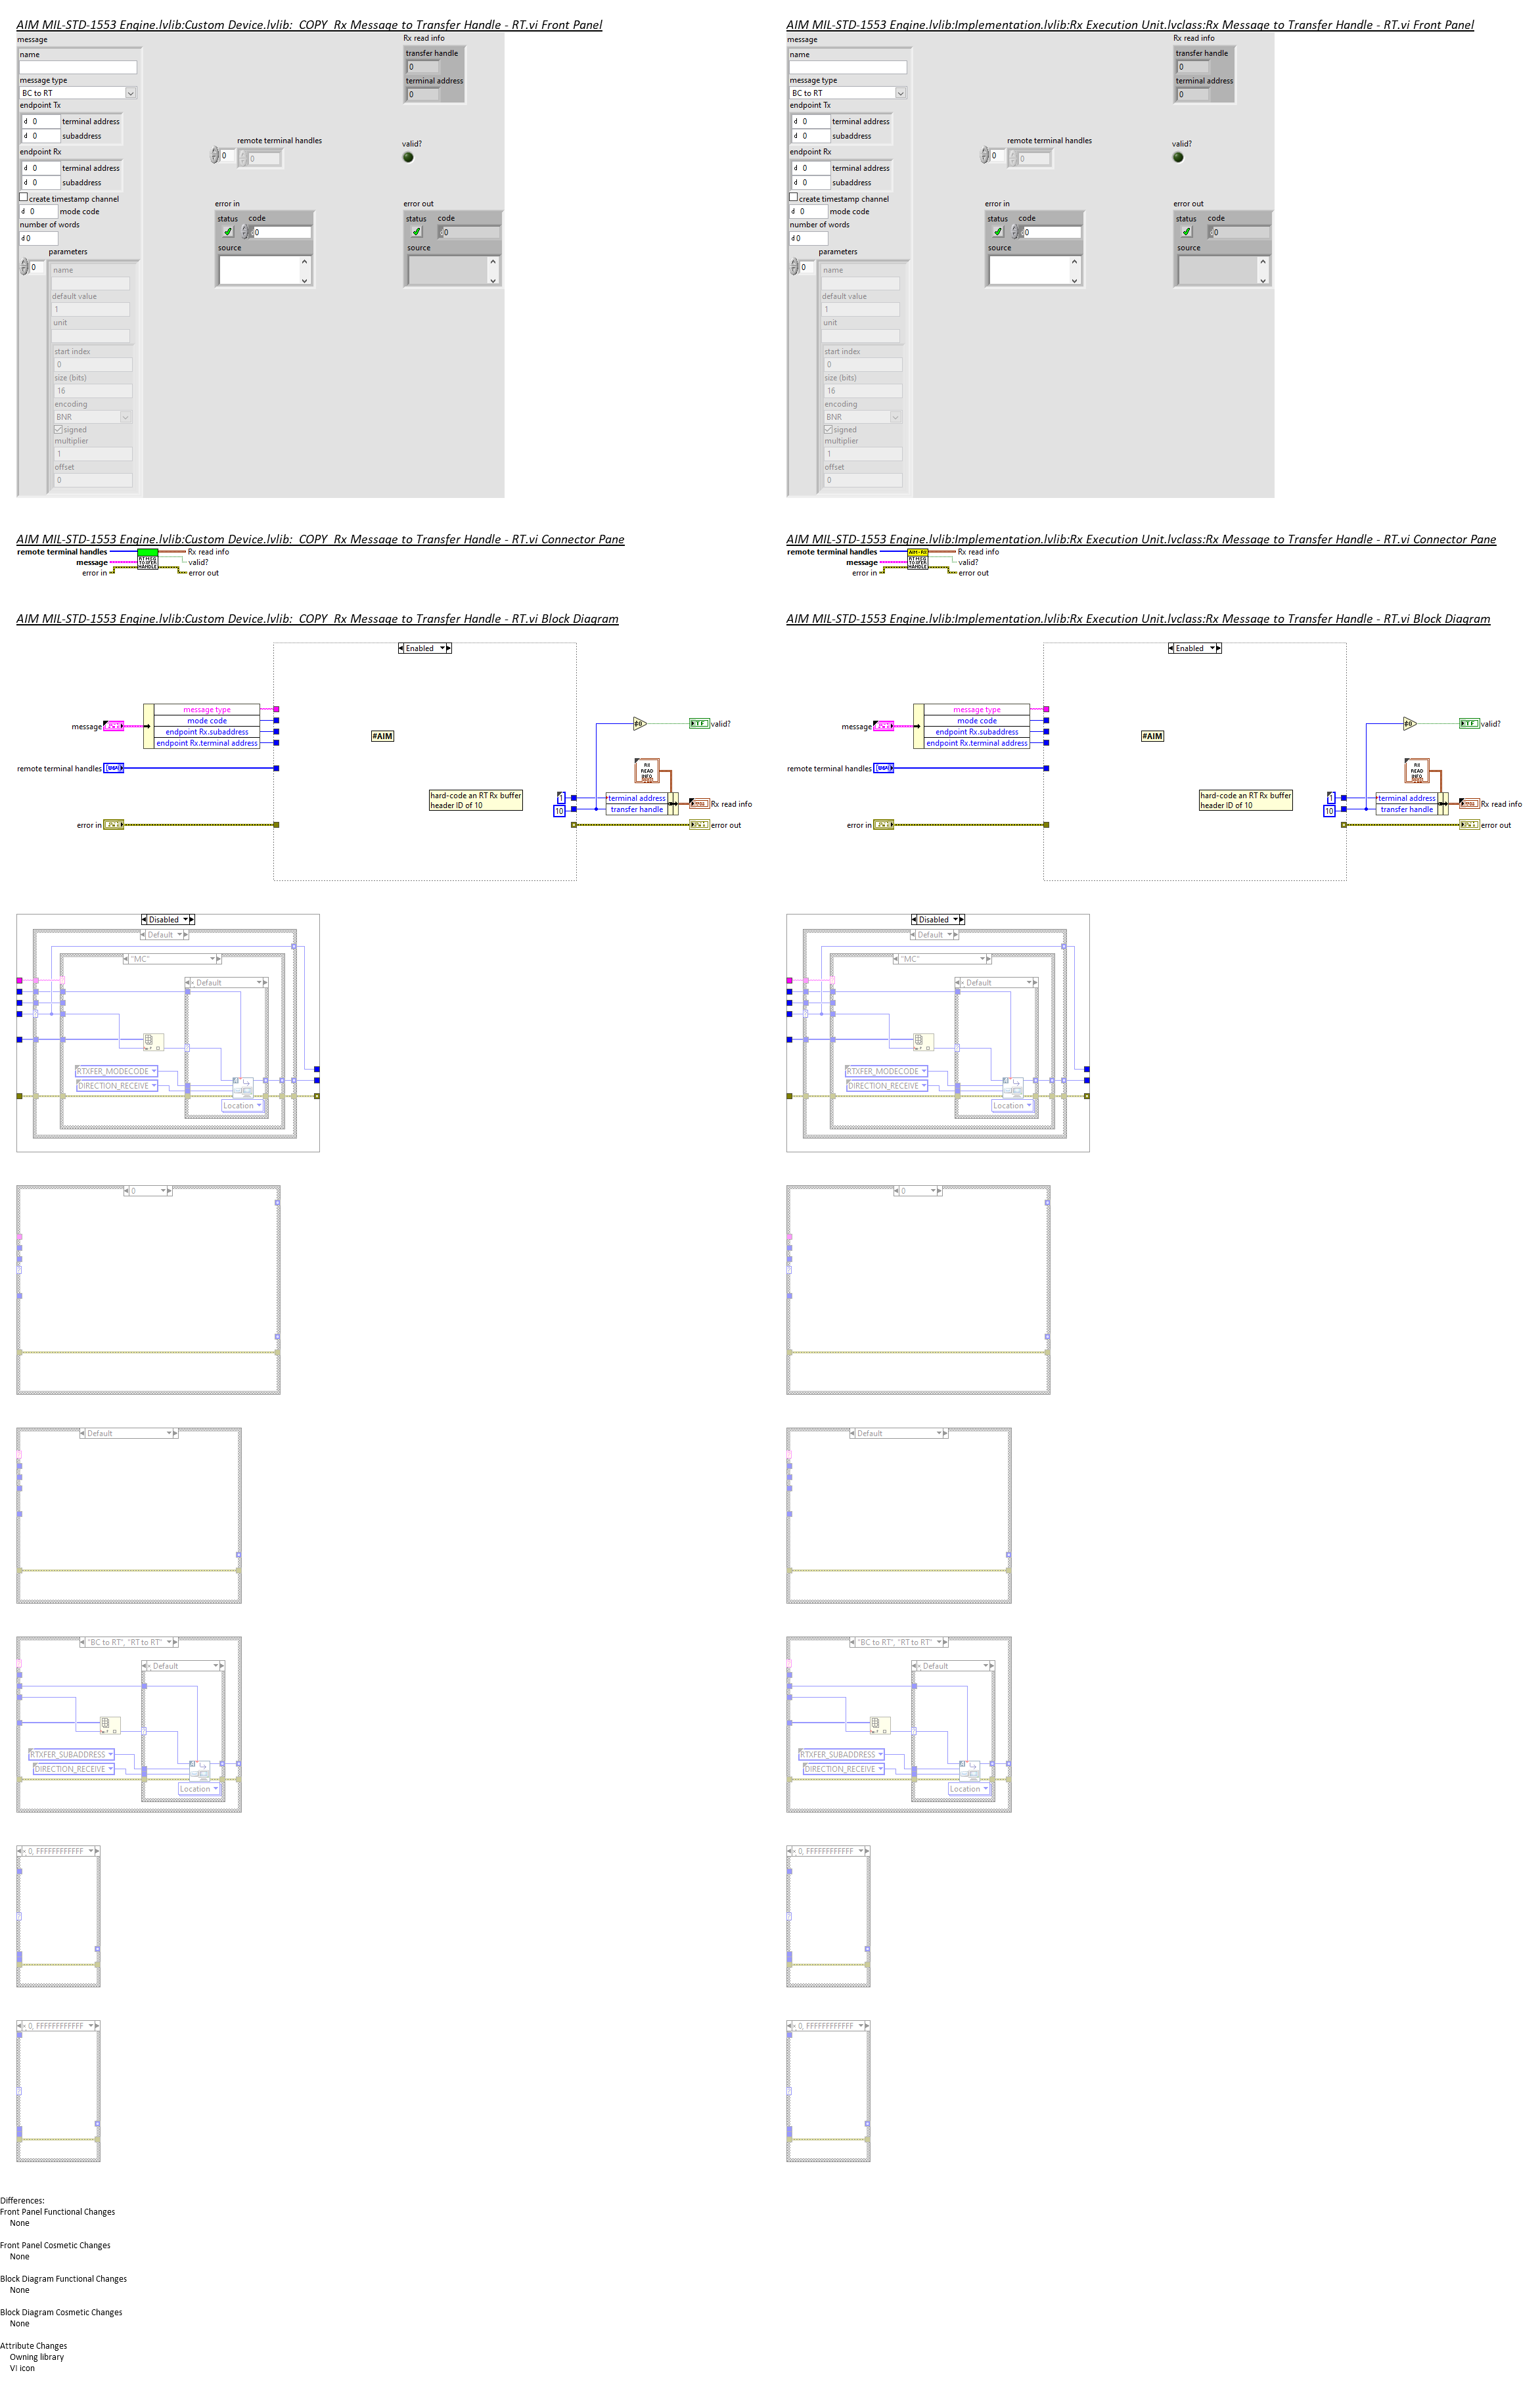 AIM MIL-STD-1553 Engine.lvlib:Custom Device.lvlib:_COPY_Rx Message to Transfer Handle - RT.vi Front Panel
message
name
message type
BC to RT
endpoint Tx
d 0 terminal address
d 0 subaddress
endpoint Rx
d 0 terminal address
d 0 subaddress
create timestamp channel
d 0 mode code
number of words
d 0
parameters
0
name
default value
1
unit
start index
0
size (bits)
16
encoding
BNR
signed
multiplier
1
offset
0
remote terminal handles
0 0
error in
status code
0
source
Rx read info
transfer handle
0
terminal address
0
valid?
error out
status code
0
source
AIM MIL-STD-1553 Engine.lvlib:Implementation.lvlib:Rx Execution Unit.lvclass:Rx Message to Transfer Handle - RT.vi Front Panel
message
name
message type
BC to RT
endpoint Tx
d 0 terminal address
d 0 subaddress
endpoint Rx
d 0 terminal address
d 0 subaddress
create timestamp channel
d 0 mode code
number of words
d 0
parameters
0
name
default value
1
unit
start index
0
size (bits)
16
encoding
BNR
signed
multiplier
1
offset
0
remote terminal handles
0 0
error in
status code
0
source
Rx read info
transfer handle
0
terminal address
0
valid?
error out
status code
0
source
AIM MIL-STD-1553 Engine.lvlib:Custom Device.lvlib:_COPY_Rx Message to Transfer Handle - RT.vi Connector Pane
remote terminal handles
message
error in
Rx read info
valid?
error out
AIM MIL-STD-1553 Engine.lvlib:Implementation.lvlib:Rx Execution Unit.lvclass:Rx Message to Transfer Handle - RT.vi Connector Pane
remote terminal handles
message
error in
Rx read info
valid?
error out
AIM MIL-STD-1553 Engine.lvlib:Custom Device.lvlib:_COPY_Rx Message to Transfer Handle - RT.vi Block Diagram
Enabled
message
message type
mode code
endpoint Rx.subaddress
endpoint Rx.terminal address
remote terminal handles
error in
#AIM
hard-code an RT Rx buffer
header ID of 10
1
10
RX
READ
INFO
terminal address
transfer handle
TF valid?
Rx read info
error out
AIM MIL-STD-1553 Engine.lvlib:Implementation.lvlib:Rx Execution Unit.lvclass:Rx Message to Transfer Handle - RT.vi Block Diagram
Enabled
message
message type
mode code
endpoint Rx.subaddress
endpoint Rx.terminal address
remote terminal handles
error in
#AIM
hard-code an RT Rx buffer
header ID of 10
1
10
RX
READ
INFO
terminal address
transfer handle
TF valid?
Rx read info
error out
Disabled
Default
"MC"
Default
RTXFER_MODECODE
DIRECTION_RECEIVE
Location
Disabled
Default
"MC"
Default
RTXFER_MODECODE
DIRECTION_RECEIVE
Location
0
0
Default
Default
"BC to RT", "RT to RT"
Default
RTXFER_SUBADDRESS
DIRECTION_RECEIVE
Location
"BC to RT", "RT to RT"
Default
RTXFER_SUBADDRESS
DIRECTION_RECEIVE
Location
x 0, FFFFFFFFFFFF
x 0, FFFFFFFFFFFF
x 0, FFFFFFFFFFFF
x 0, FFFFFFFFFFFF
Differences:
Front Panel Functional Changes
None
Front Panel Cosmetic Changes
None
Block Diagram Functional Changes
None
Block Diagram Cosmetic Changes
None
Attribute Changes
Owning library
VI icon